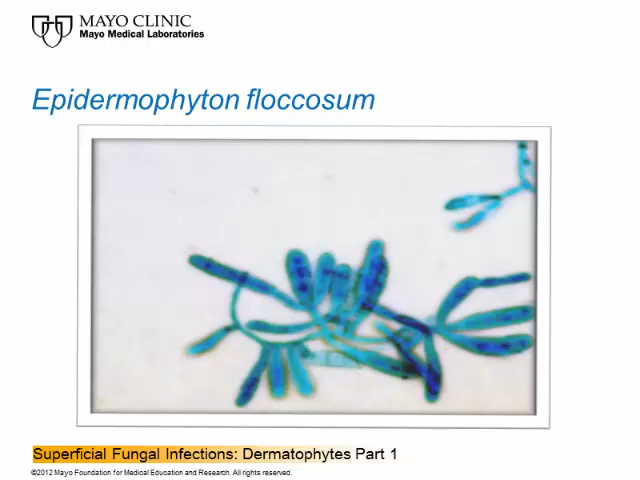 MAYO CLINIC
Mayo Medical Laboratories
Epidermophyton floccosum
Superficial Fungal Infections: Dermatophytes Part 1
©2012 Mayo Foundation for Medical Education and Research. All rights reserved.